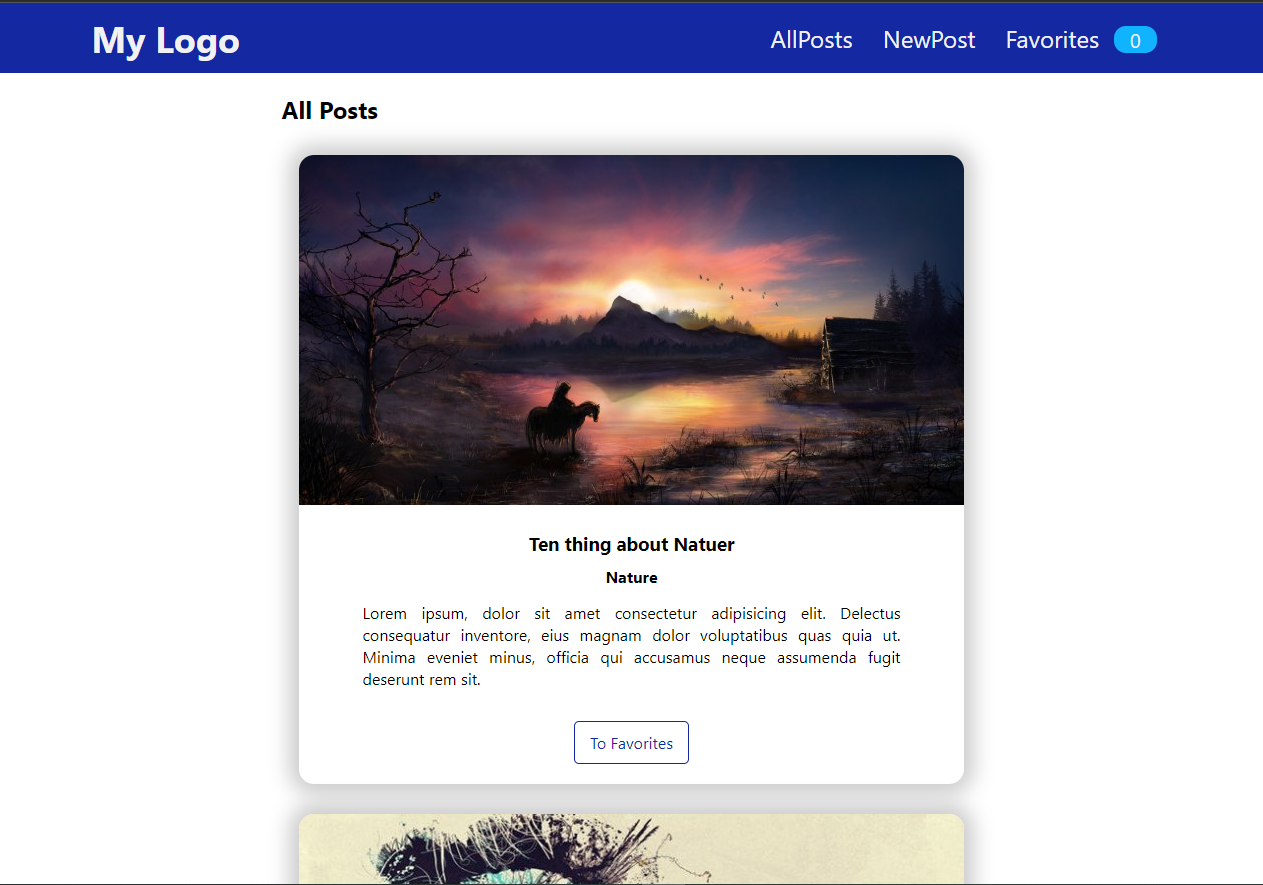 My Logo
AllPosts NewPost Favorites 0
All Posts
Ten thing about Natuer
Nature
Lorem ipsum, dolor sit amet consectetur adipisicing elit. Delectus
consequatur inventore, eius magnam dolor voluptatibus quas quia ut.
Minima eveniet minus, officia qui accusamus neque assumenda fugit
deserunt rem sit.
To Favorites